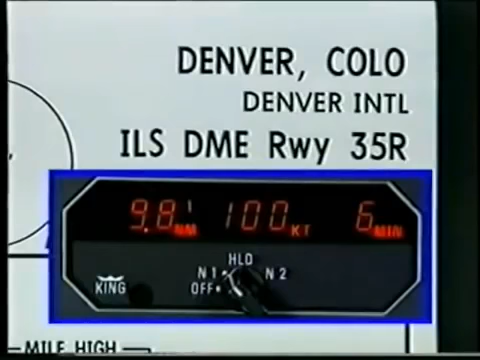 DENVER, COLO
DENVER INTL
ILS DME Rwy 35R
9.8 NM 1 100 KT 6 MIN
HLD
N 1 N 2
OFF
KING
MILE HIGH